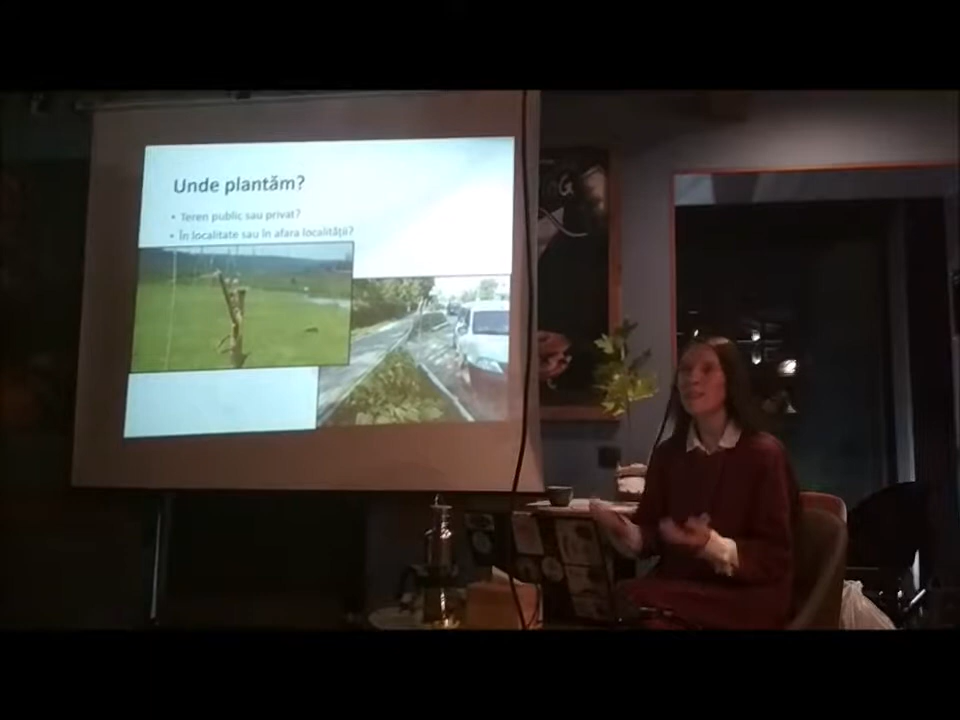 Unde plantăm?
• Teren public sau privat?
• În localitate sau în afara localității?